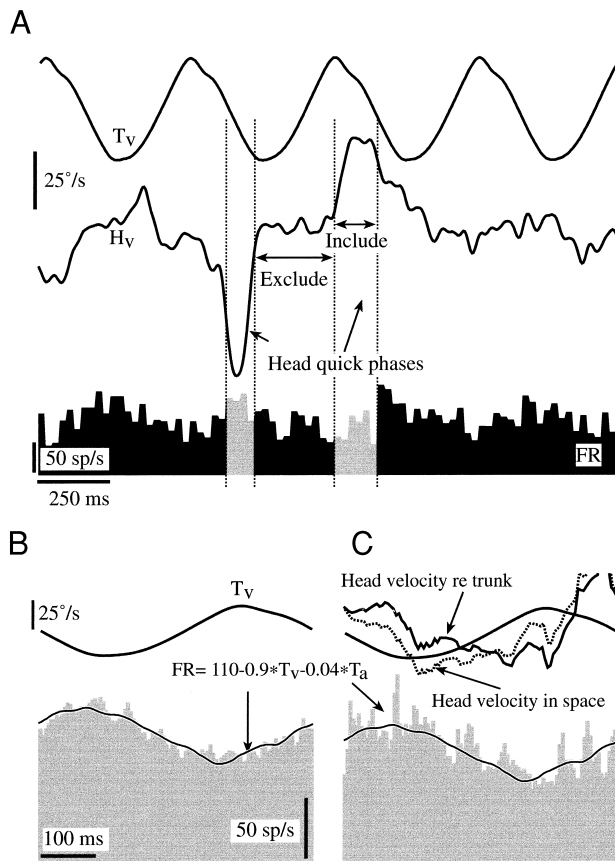 A
Tv
25°/s
Hv
Include
Exclude
Head quick phases
50 sp/s
FR
250 ms
B
C
Tv
25°/s
Head velocity re trunk
FR= 110-0.9*Tv-0.04*Ta
Head velocity in space
50 sp/s
100 ms